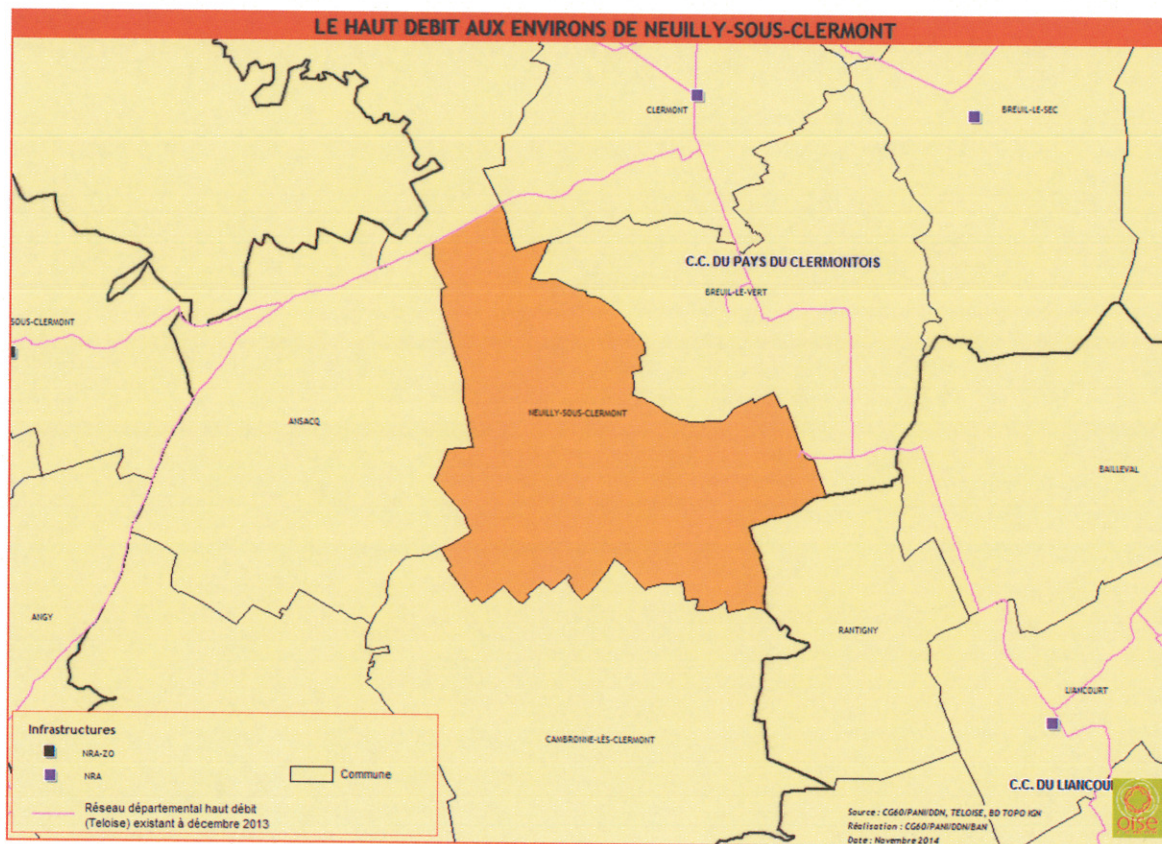 LE HAUT DEBIT AUX ENVIRONS DE NEUILLY-SOUS-CLERMONT
CLERMONT
BREUIL-LE-SEC
C.C. DU PAYS DU CLERMONTOIS
BREUIL-LE-VERT
SOUS-CLERMONT
NEUILLY-SOUS-CLERMONT
ANSACQ
BAILLEVAL
ANGY
RANTIGNY
LIANCOURT
CAMBRONNE-LÈS-CLERMONT
C.C. DU LIANCOU
Infrastructures
NRA-ZO
NRA
Commune
Réseau départemental haut débit
(Teloise) existant à décembre 2013
Source : CG60/PANI/DDN, TELOISE, BD TOPO IGN
Réalisation : CG60/PANI/DDN/BAN
Date : Novembre 2014
oise